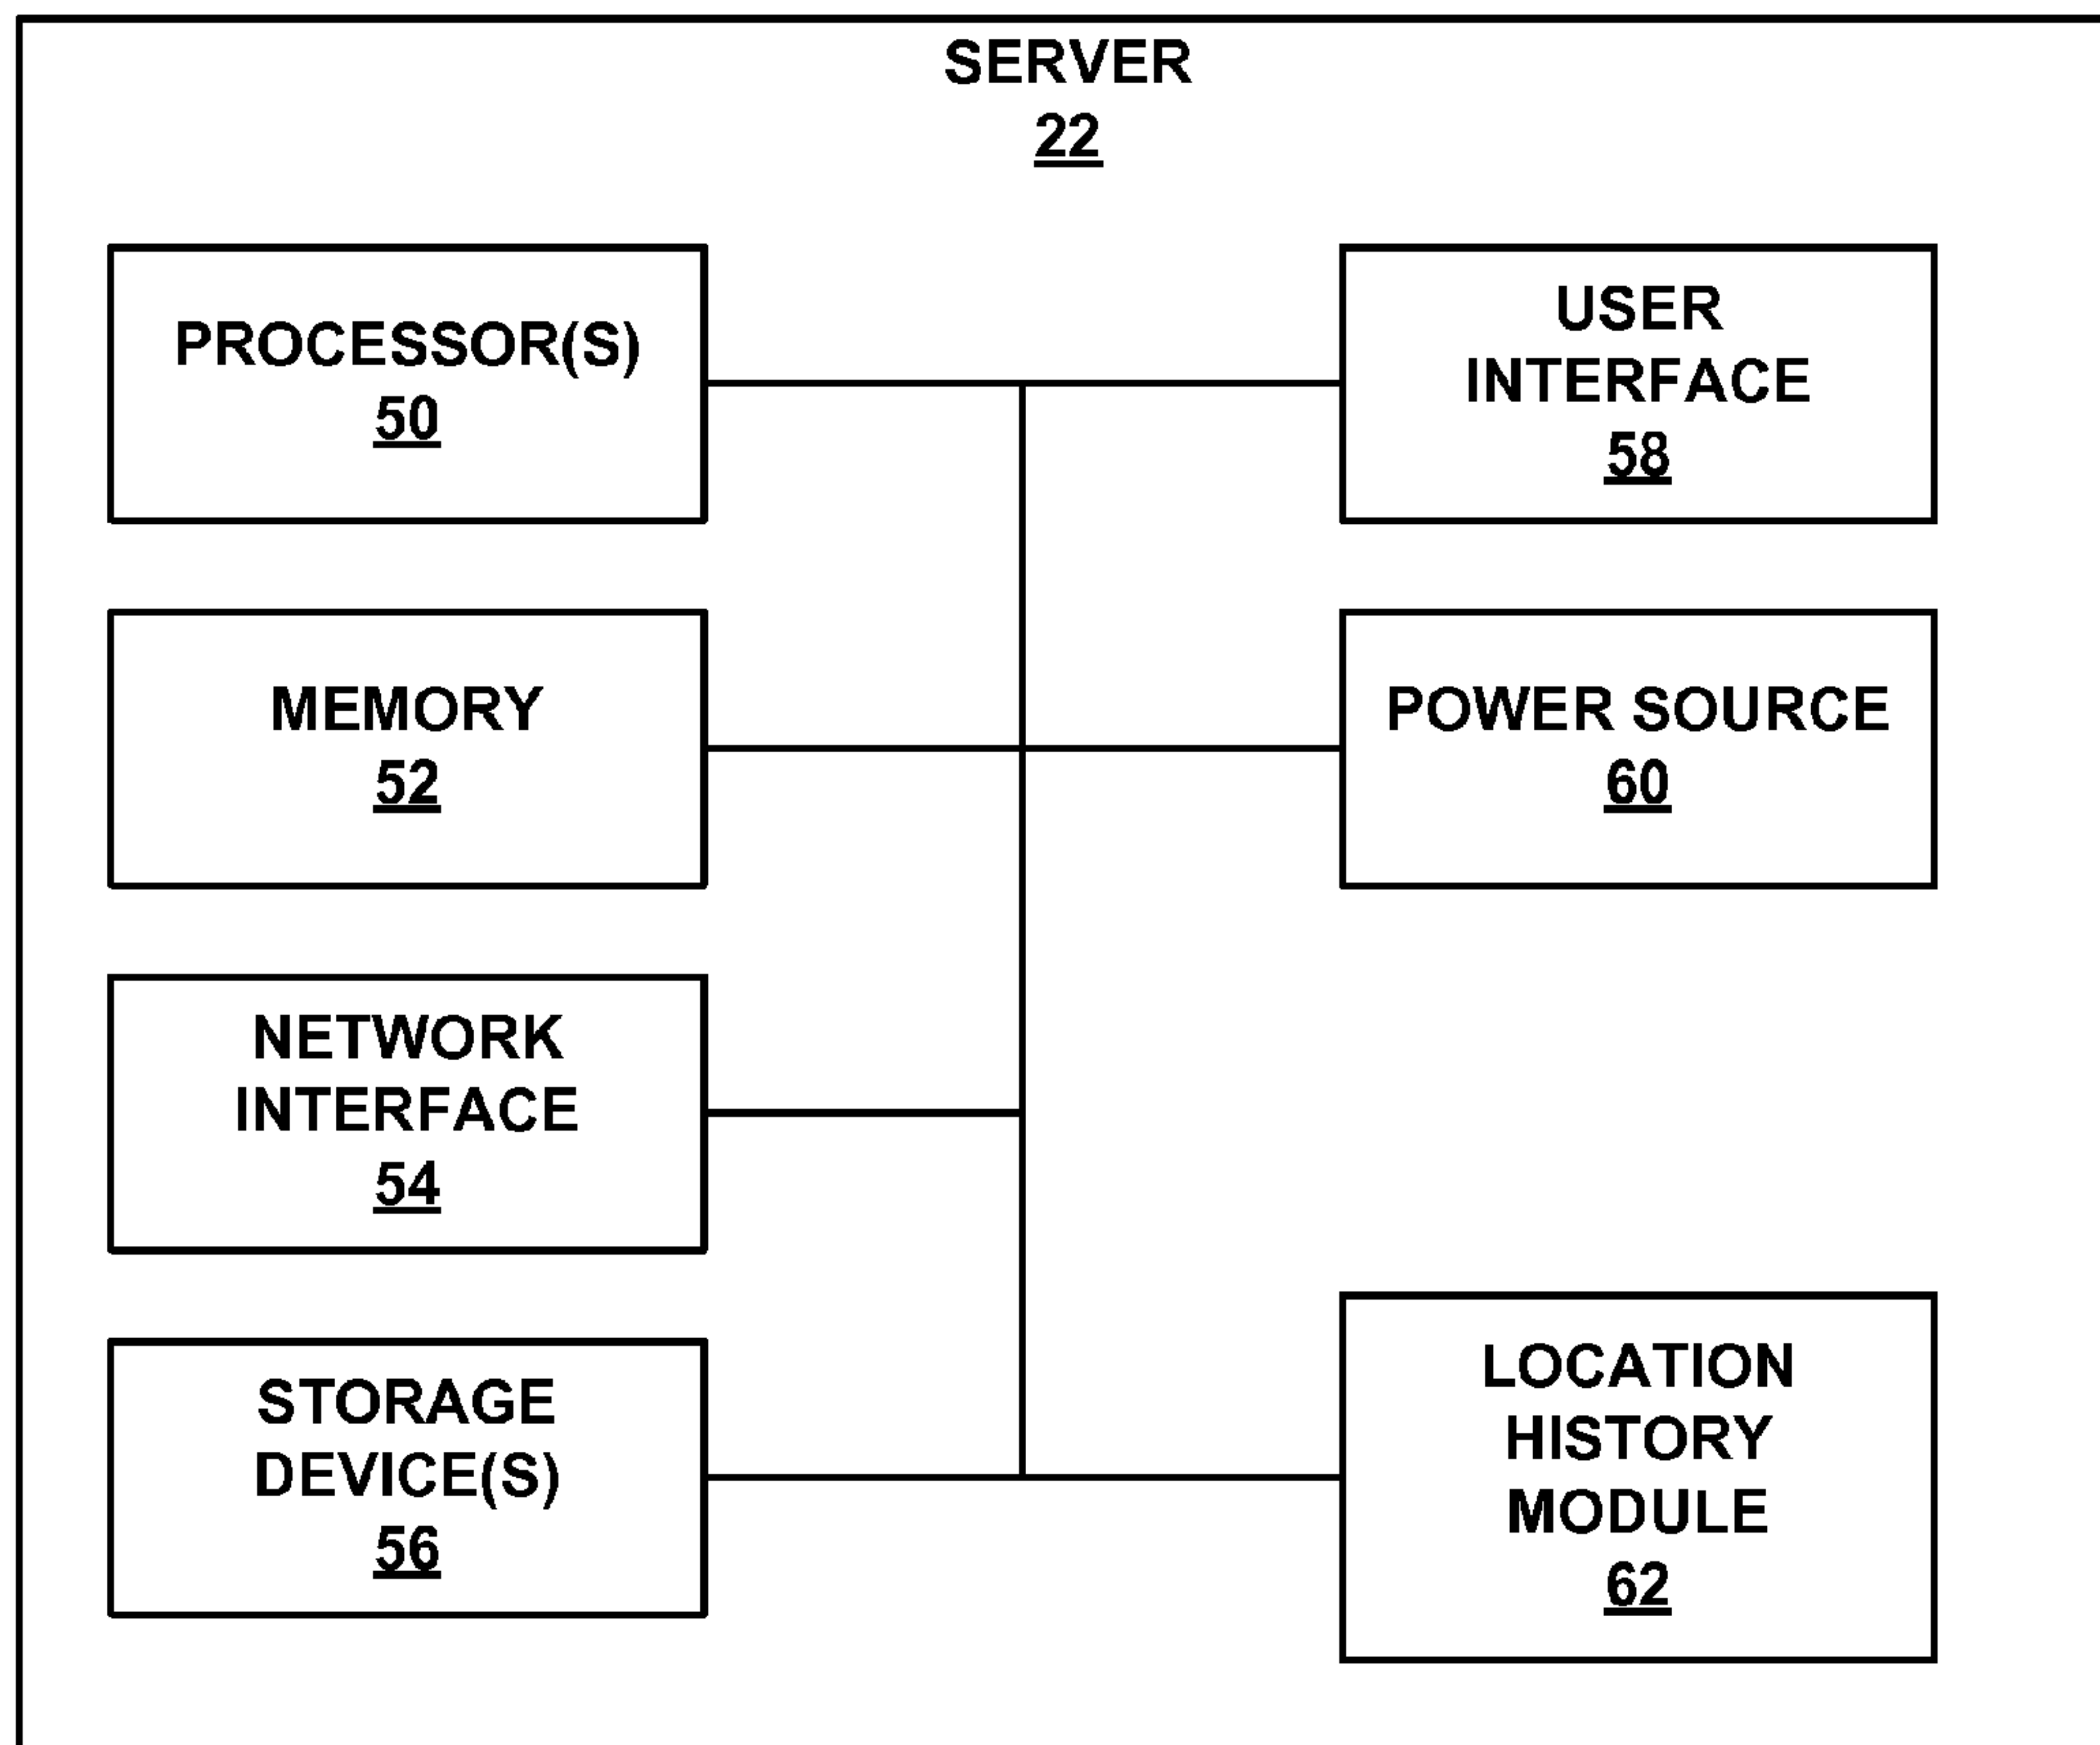 SERVER
22
PROCESSOR(S)
50
MEMORY
52
NETWORK
INTERFACE
54
STORAGE
DEVICE(S)
56
USER
INTERFACE
58
POWER SOURCE
60
LOCATION
HISTORY
MODULE
62